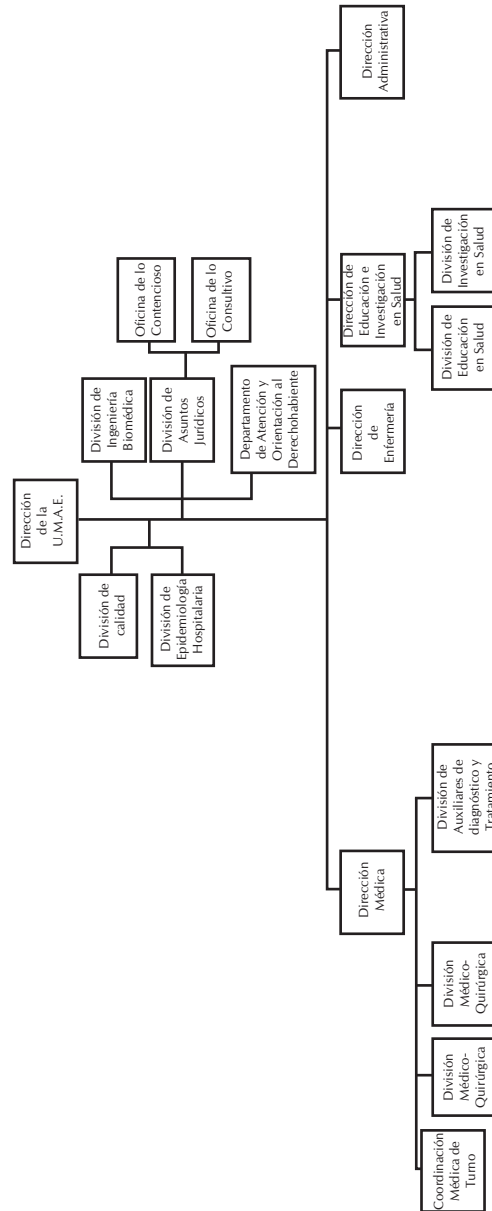 Dirección
de la
U.M.A.E.
División de
calidad
División de
Epidemiología
Hospitalaria
División de
Ingeniería
Biomédica
División de
Asuntos
Jurídicos
Oficina de lo
Contencioso
Oficina de lo
Consultivo
Departamento
de Atención y
Orientación al
Derechohabiente
Dirección
Médica
Dirección
de
Enfermería
Dirección de
Educación e
Investigación
en Salud
Dirección
Administrativa
Coordinación
Médica de
Turno
División
Médico-
Quirúrgica
División
Médico-
Quirúrgica
División de
Auxiliares de
diagnóstico y
Tratamiento
División de
Educación
en Salud
División de
Investigación
en Salud